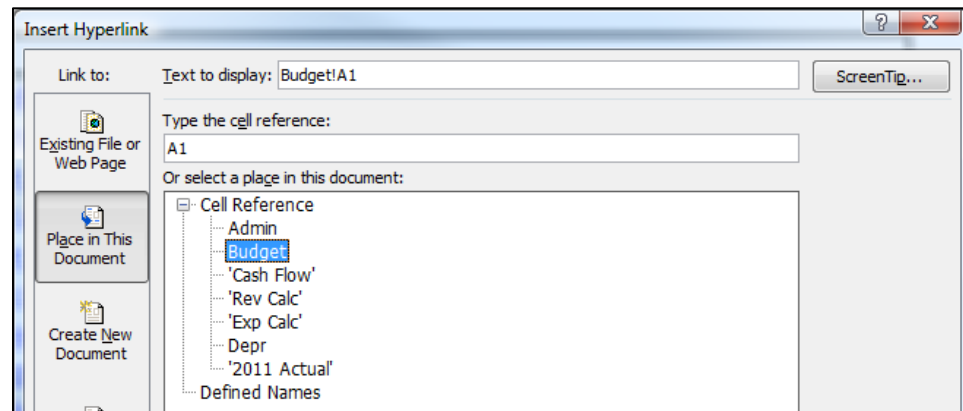 Insert Hyperlink
Link to:
Text to display: Budget!A1
ScreenTip...
Existing File or
Web Page
Type the cell reference:
A1
Or select a place in this document:
Place in This
Document
Cell Reference
Admin
Budget
'Cash Flow'
'Rev Calc'
'Exp Calc'
Depr
'2011 Actual'
Defined Names
Create New
Document